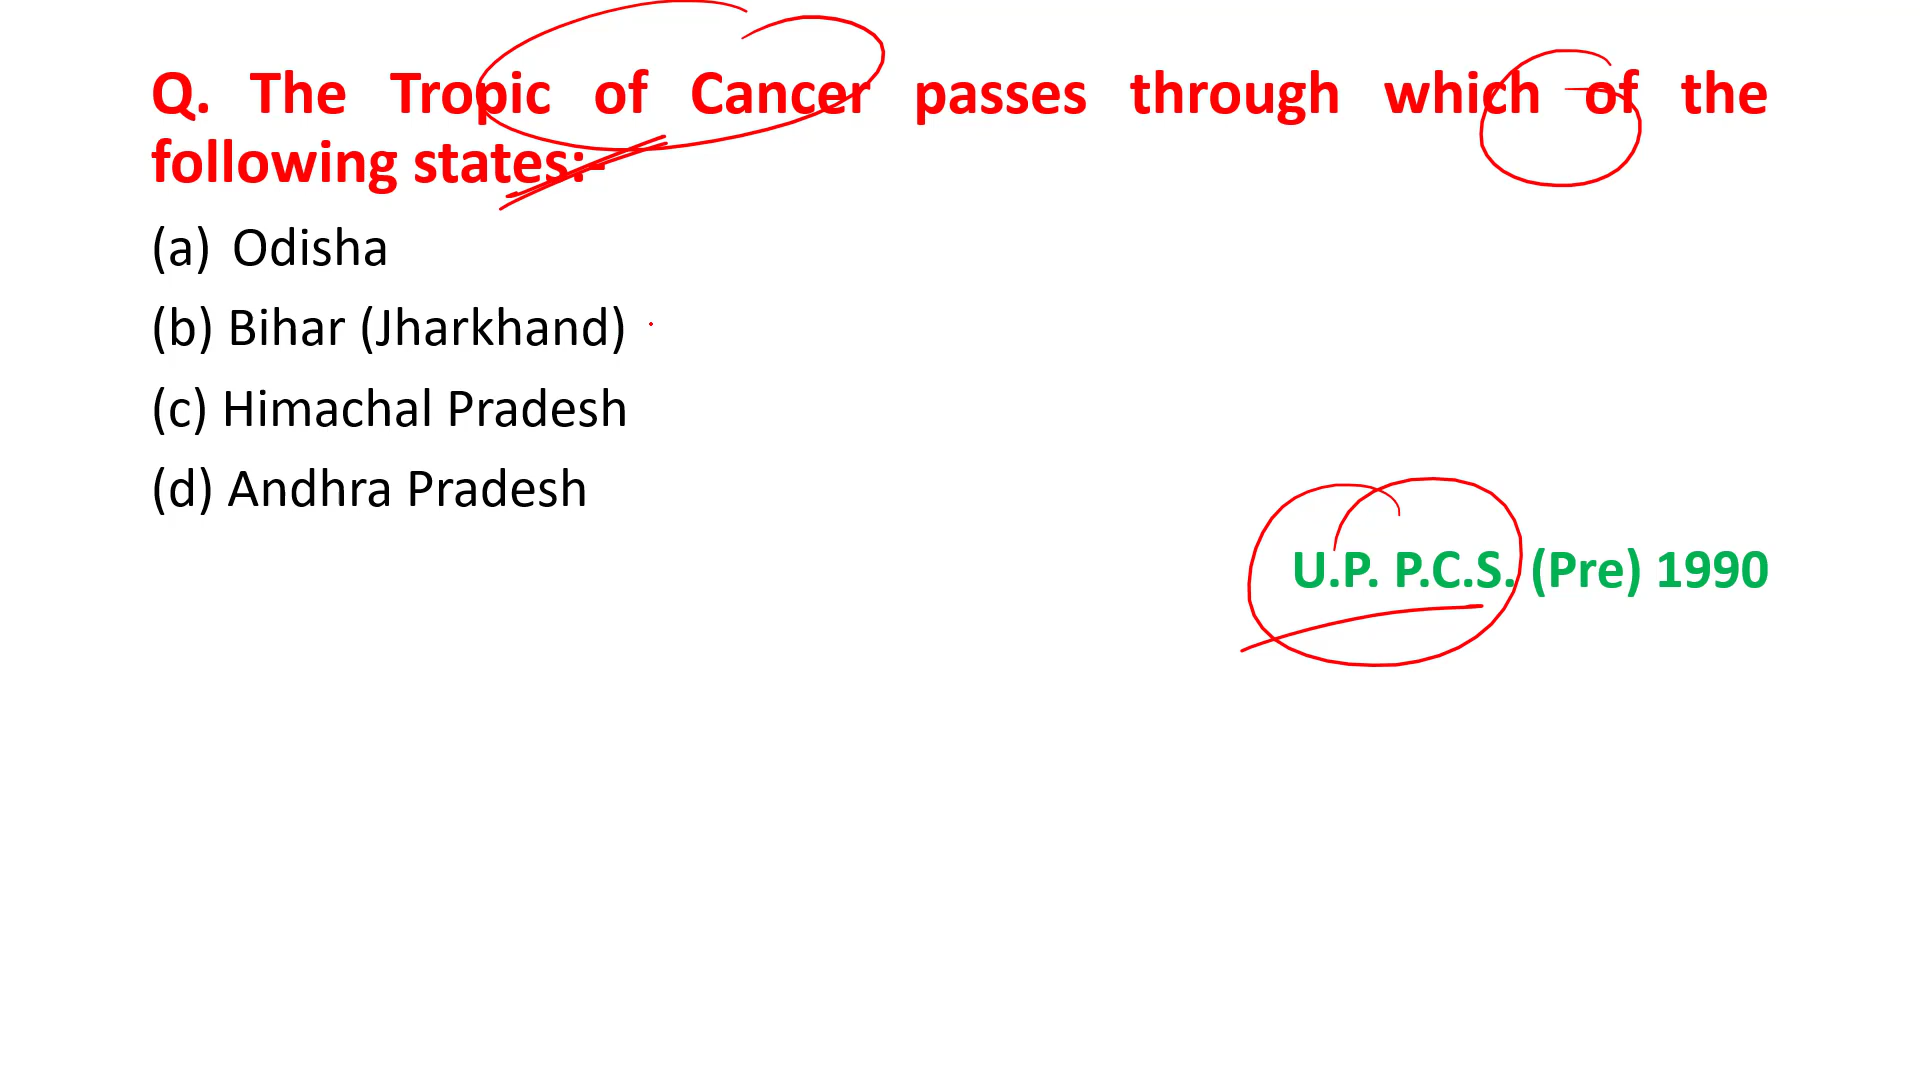 Q. The Tropic of Cancer passes through which of the
following states:-
(a) Odisha
(b) Bihar (Jharkhand)
(c) Himachal Pradesh
(d) Andhra Pradesh
U.P. P.C.S. (Pre) 1990